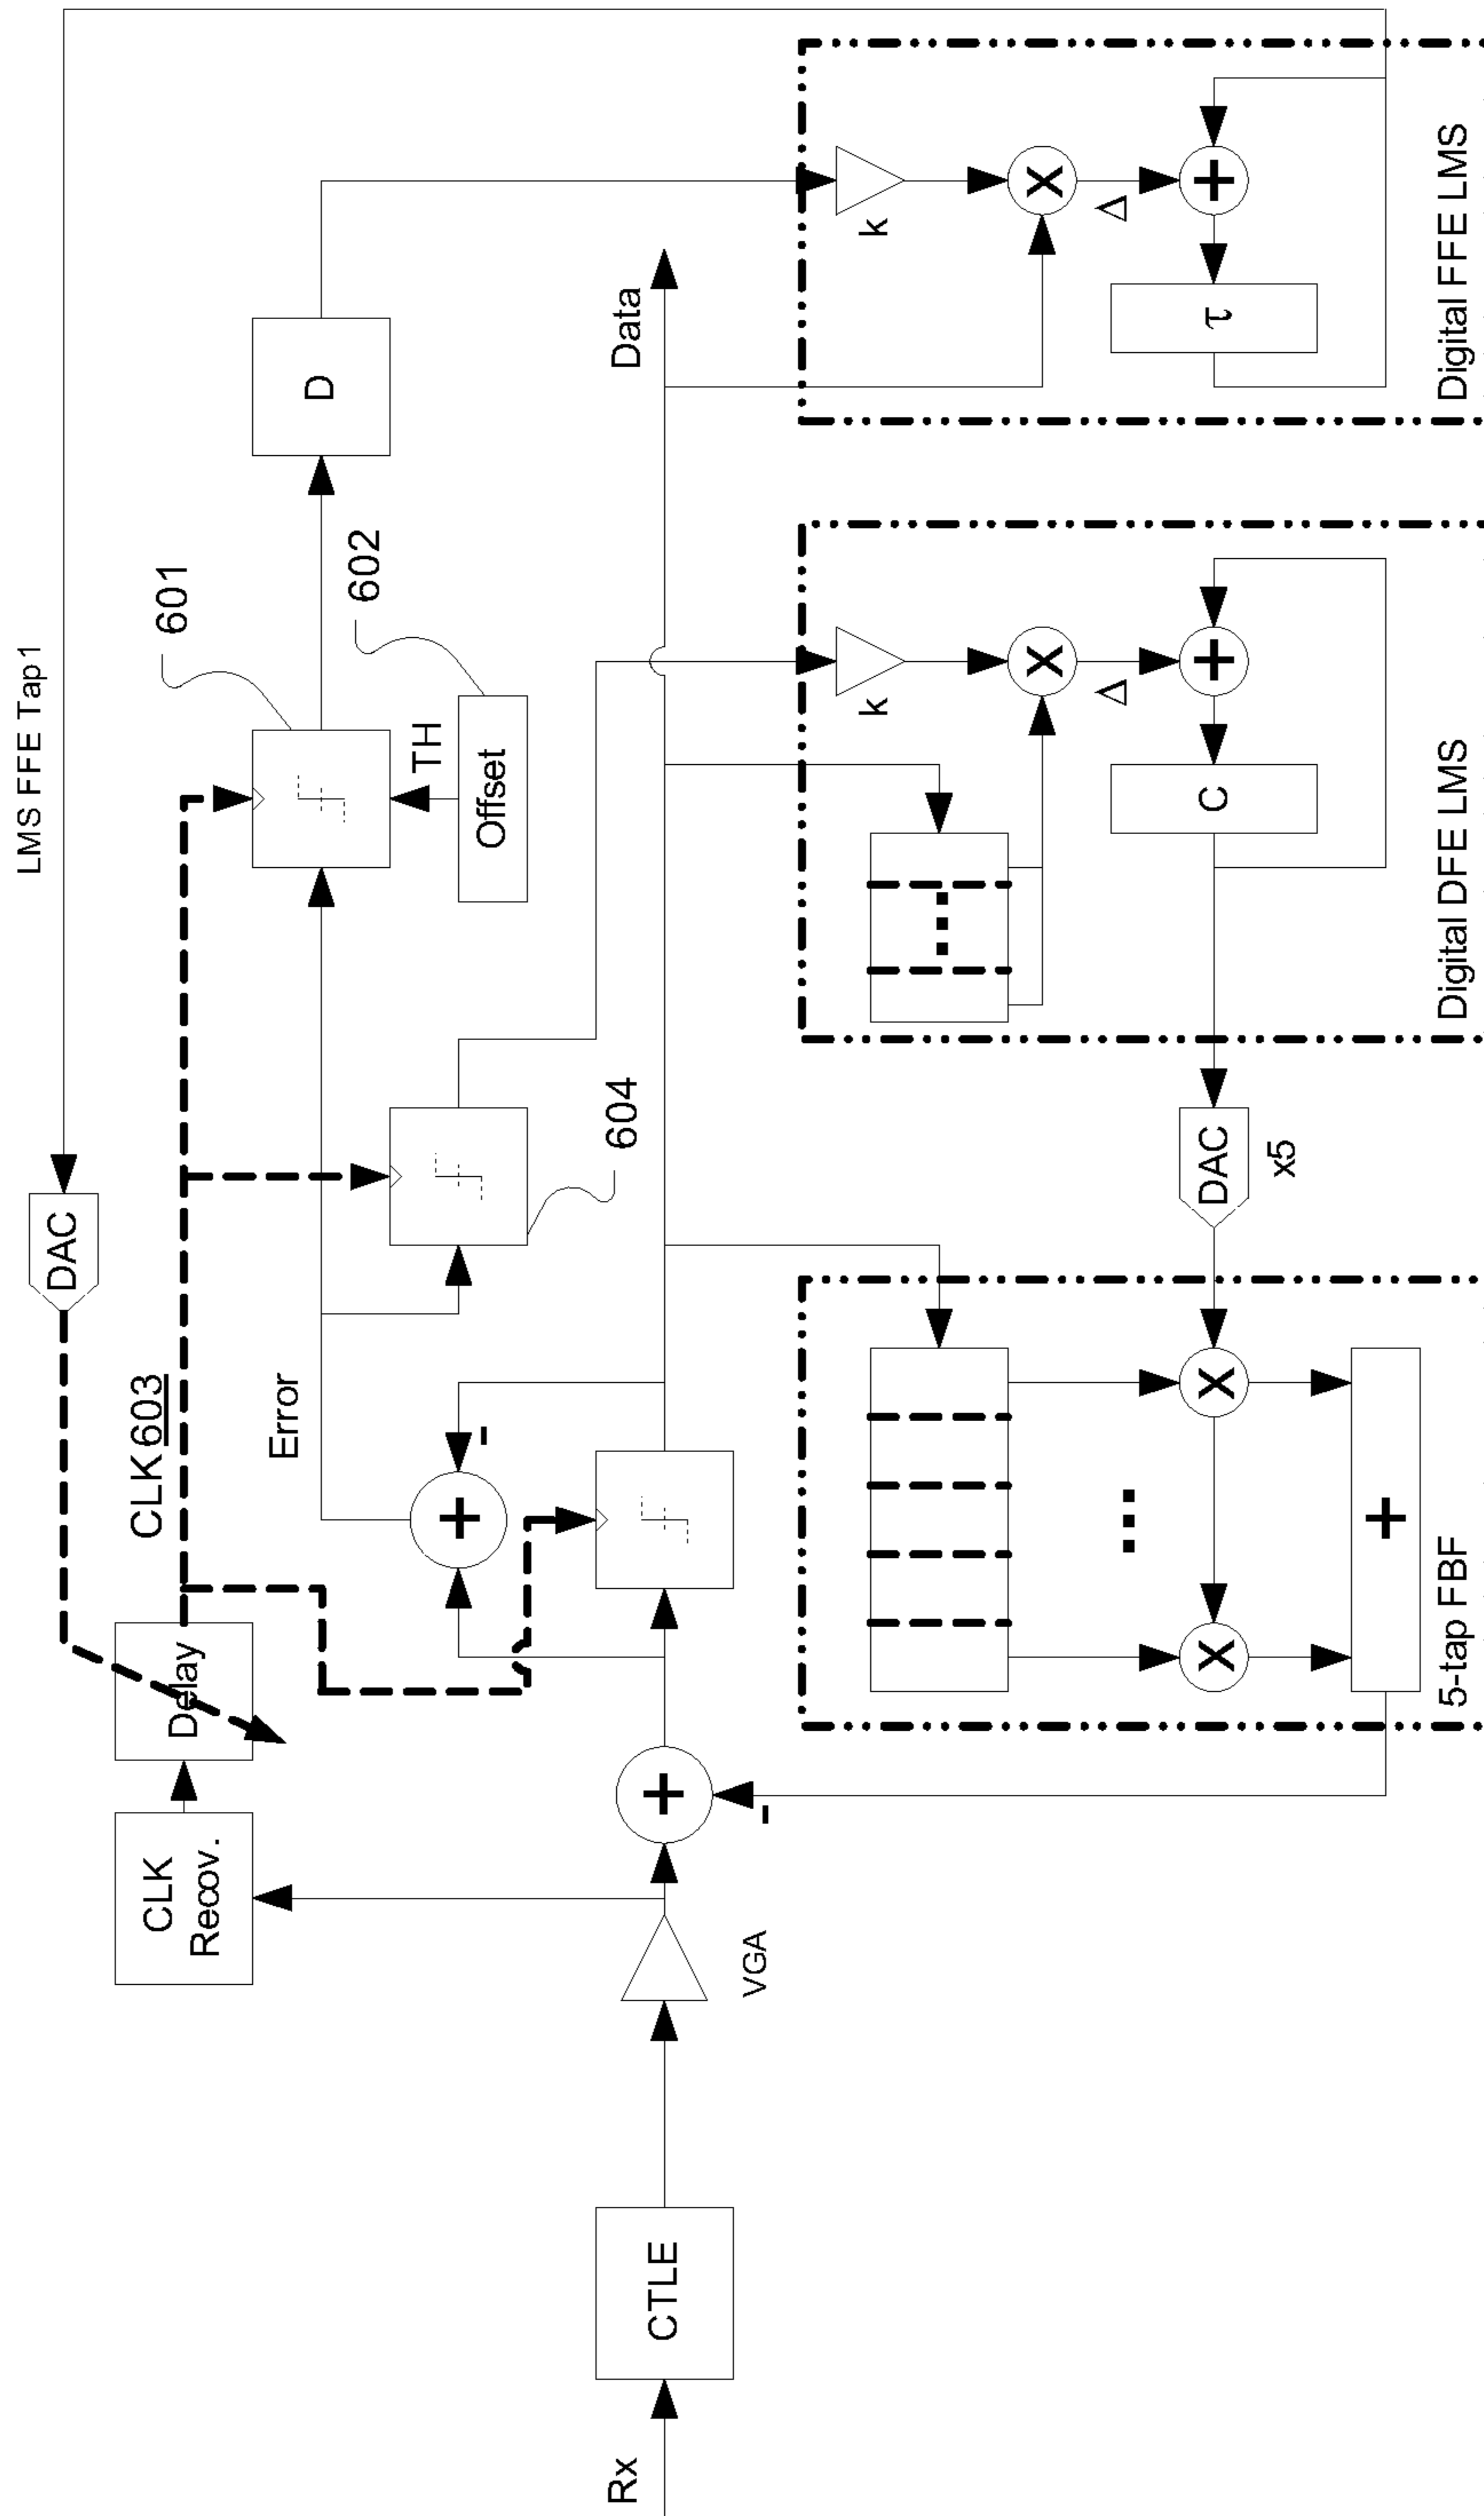 LMS FFE Tap1
DAC
CLK 603
CLK
Recov.
Delay
601
D
Error
TH
602
Offset
604
Data
Rx
CTLE
VGA
+
-
+
-
5-tap FBF
X
...
X
+
DAC
x5
Digital DFE LMS
...
k
X
Δ
+
C
Digital FFE LMS
k
X
Δ
+
τ